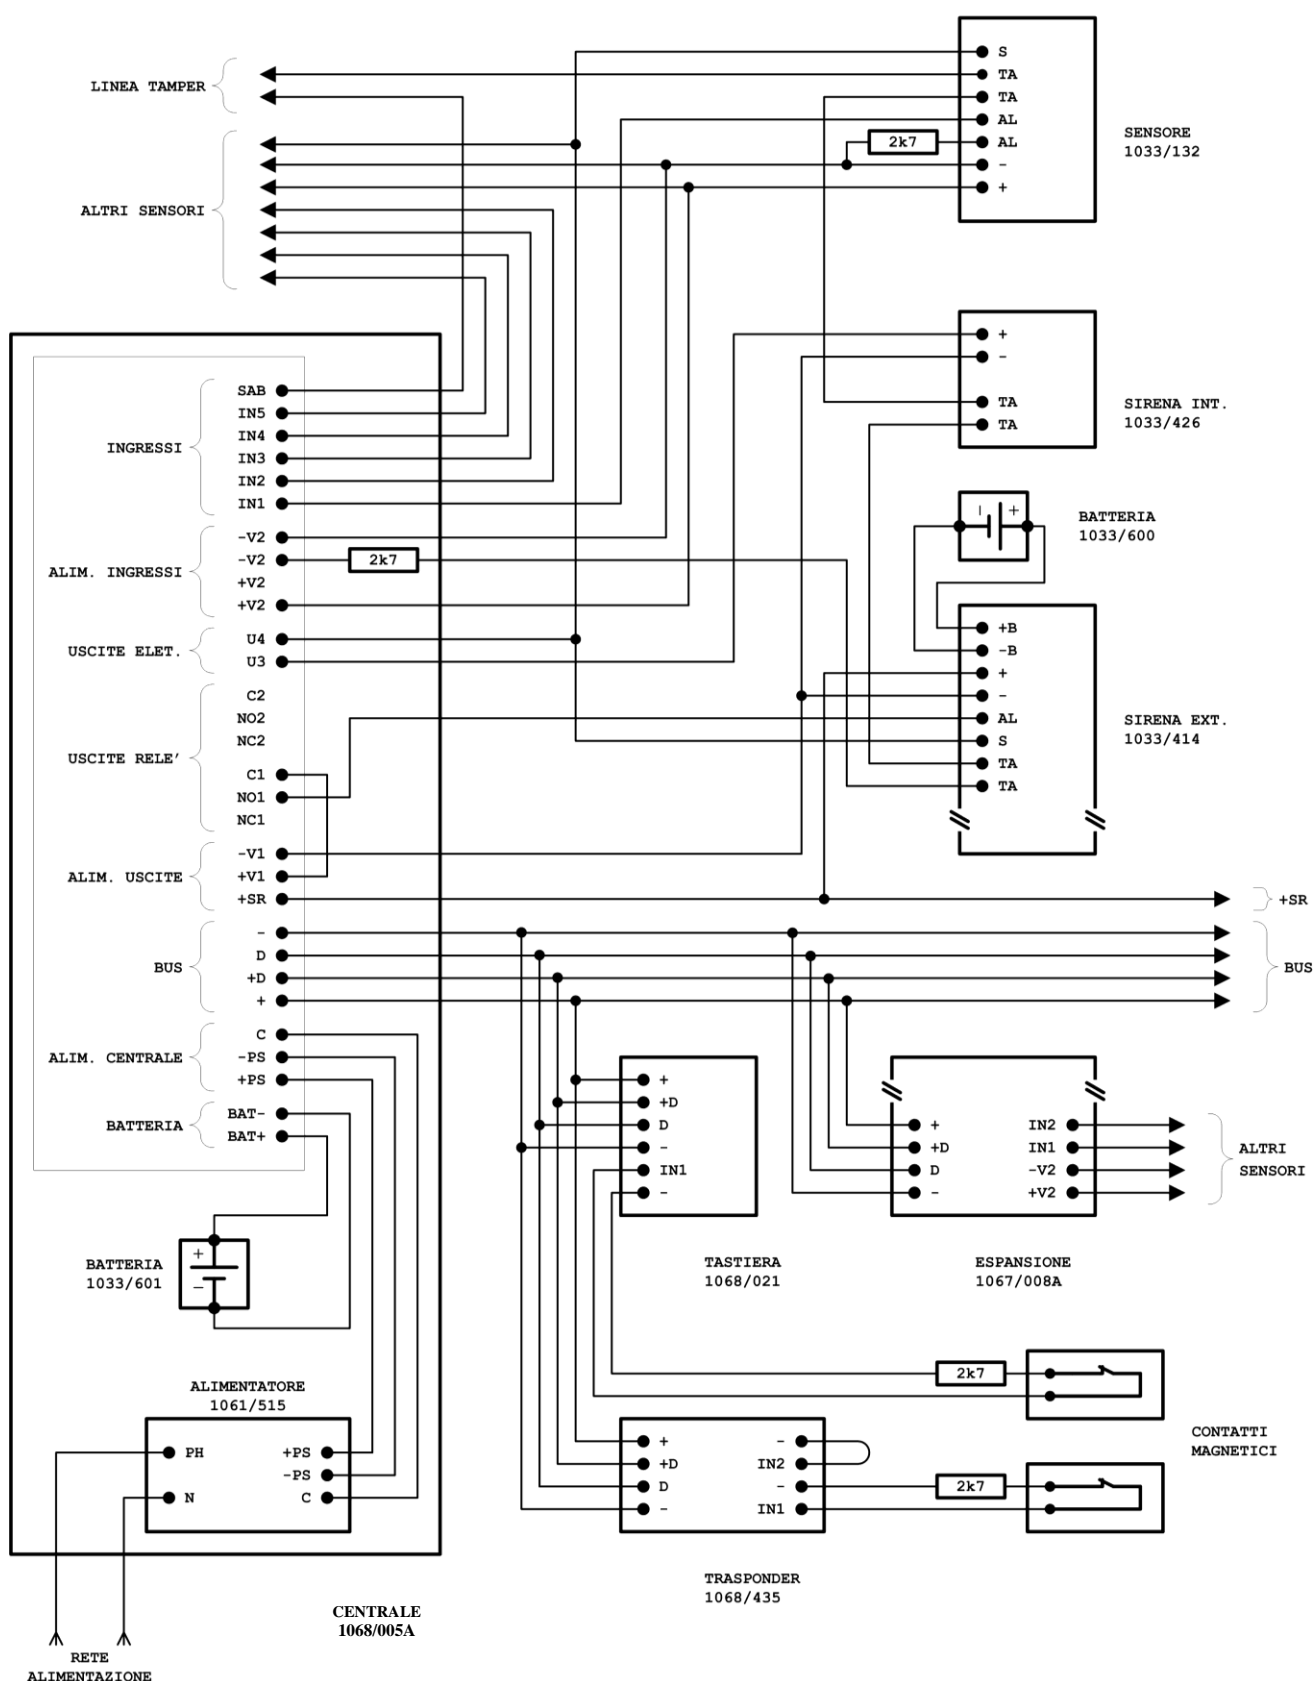 LINEA TAMPER
ALTRI SENSORI
S
TA
TA
AL
AL
-
+
2k7
SENSORE
1033/132
+
-
TA
TA
SIRENA INT.
1033/426
- +
BATTERIA
1033/600
+B
-B
+
-
AL
S
TA
TA
SIRENA EXT.
1033/414
INGRESSI
SAB
IN5
IN4
IN3
IN2
IN1
ALIM. INGRESSI
-V2
-V2
+V2
+V2
2k7
USCITE ELET.
U4
U3
USCITE RELE'
C2
NO2
NC2
C1
NO1
NC1
ALIM. USCITE
-V1
+V1
+SR
BUS
-
D
+D
+
ALIM. CENTRALE
C
-PS
+PS
BATTERIA
BAT-
BAT+
+SR
BUS
+
+D
D
-
IN1
-
TASTIERA
1068/021
+
+D
D
-
IN2
IN1
-V2
+V2
ESPANSIONE
1067/008A
ALTRI
SENSORI
BATTERIA
1033/601
+
-
ALIMENTATORE
1061/515
PH
N
+PS
-PS
C
2k7
CONTATTI
MAGNETICI
+
+D
D
-
-
IN2
-
IN1
2k7
TRASPONDER
1068/435
CENTRALE
1068/005A
RETE
ALIMENTAZIONE